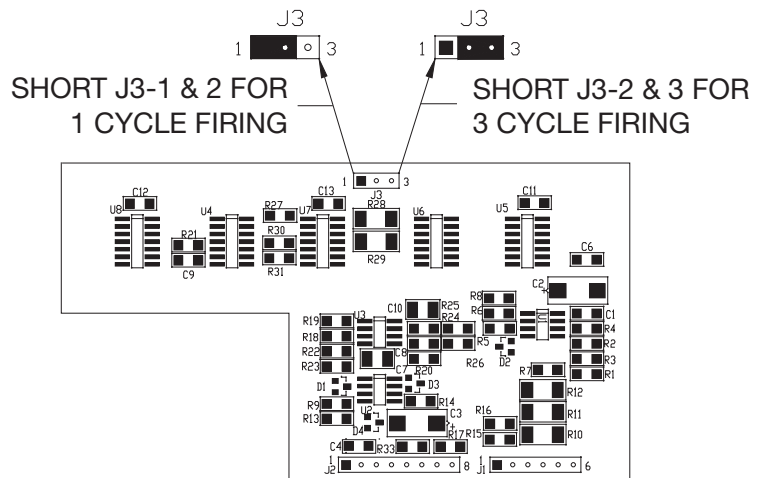 J3 J3
1 3 1 3
SHORT J3-1 & 2 FOR
1 CYCLE FIRING
SHORT J3-2 & 3 FOR
3 CYCLE FIRING
1 3
J3
C12 R27 C13 R28 C11
U8 U4 U7 U6 U5
R21 R30
C9 R31 R29
C6
C2 +
R8
R19 U3 C10 R25 R6 C1
R18 R24 R4
R22 R5 R2
R23 C8 R26 D2 R3
C7 R20 R7 R1
D1 D3 R12
R9 R14 R11
R13 U2 C3 R16
D4 + R10
C4 R33 R17 R15
1 8 1 6
J2 J1